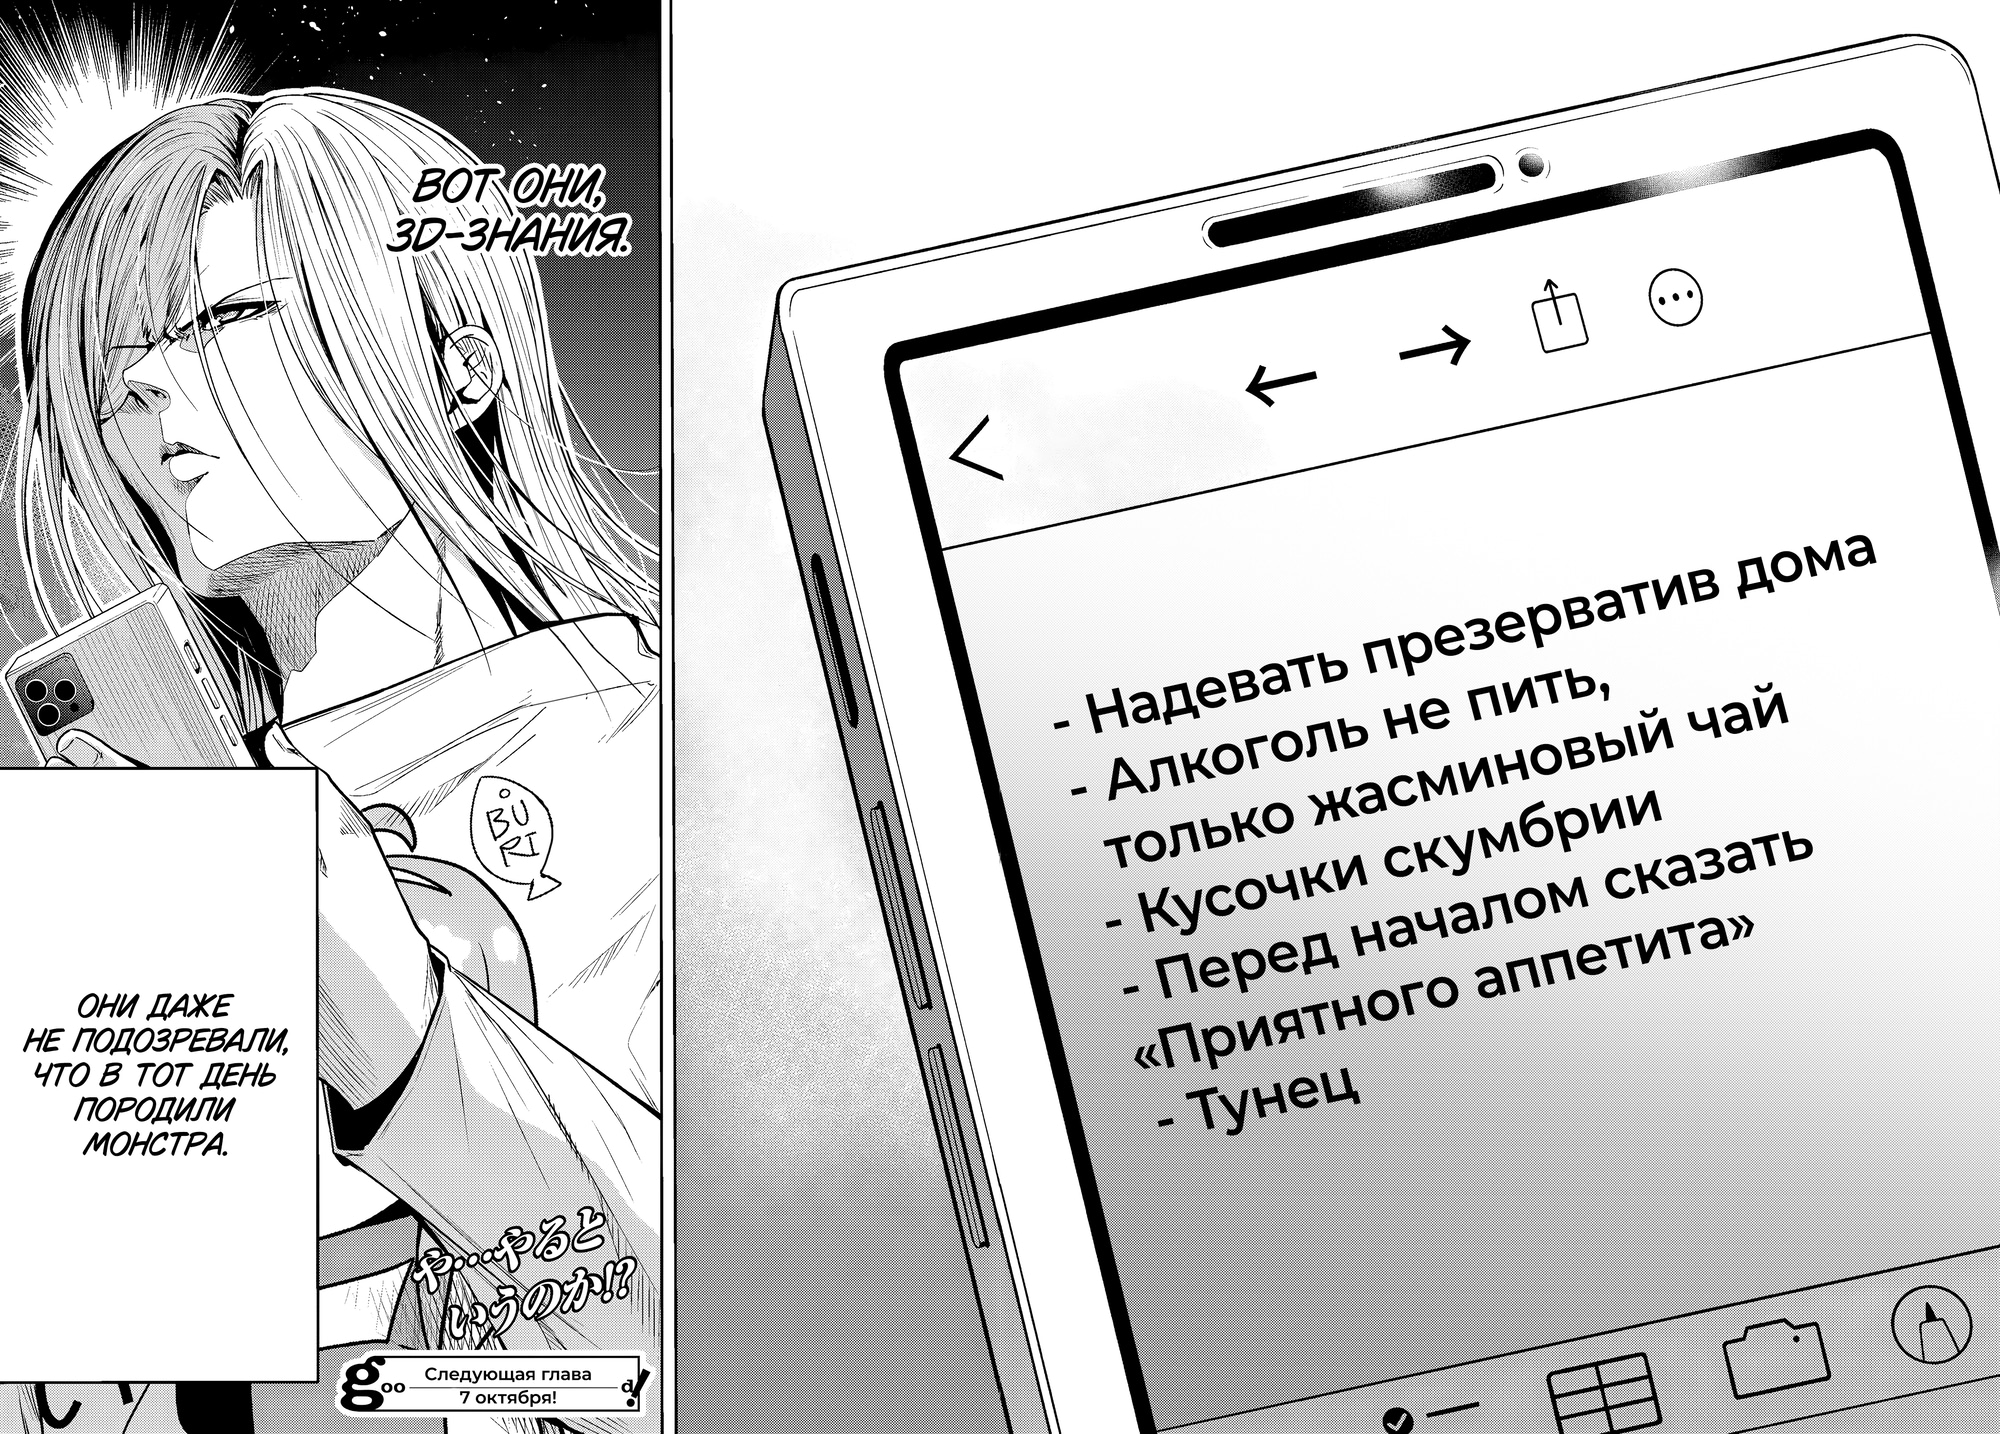 - Надевать презерватив дома
- Алкоголь не пить,
только жасминовый чай
- Кусочки скумбрии
- Перед началом сказать
«Приятного аппетита»
- Тунец
ВОТ ОНИ,
3D-ЗНАНИЯ.
BU
RI
ОНИ ДАЖЕ
НЕ ПОДОЗРЕВАЛИ,
ЧТО В ТОТ ДЕНЬ
ПОРОДИЛИ
МОНСТРА.
や…やると
いうのか!?
goo
Следующая глава
7 октября!
d!